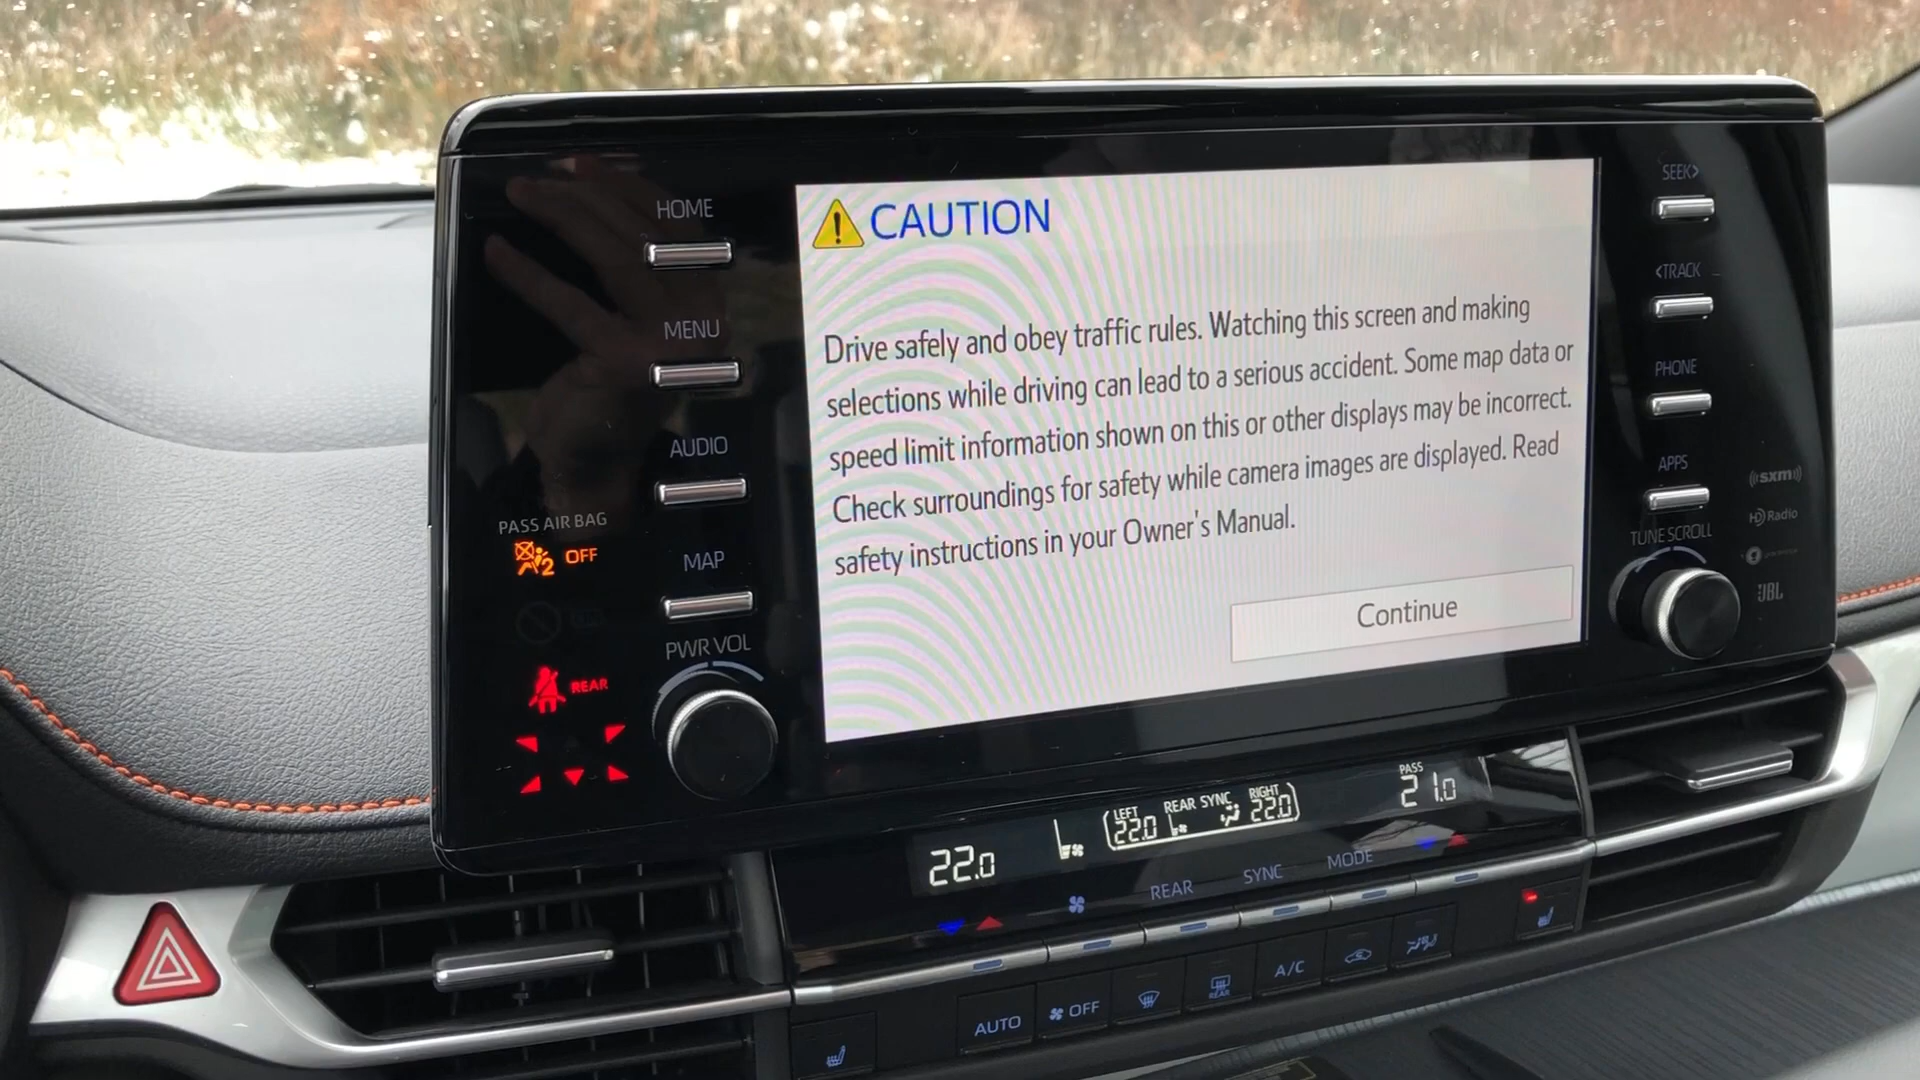 HOME
MENU
AUDIO
MAP
PWR VOL
PASS AIR BAG
2 OFF
REAR
CAUTION
Drive safely and obey traffic rules. Watching this screen and making
selections while driving can lead to a serious accident. Some map data or
speed limit information shown on this or other displays may be incorrect.
Check surroundings for safety while camera images are displayed. Read
safety instructions in your Owner's Manual.
Continue
SEEK>
<TRACK
PHONE
APPS
TUNE SCROLL
((sxm))
HD Radio
JBL
22.0
LEFT
22.0
REAR SYNC
RIGHT
22.0
PASS
21.0
REAR
SYNC
MODE
AUTO
OFF
REAR
A/C